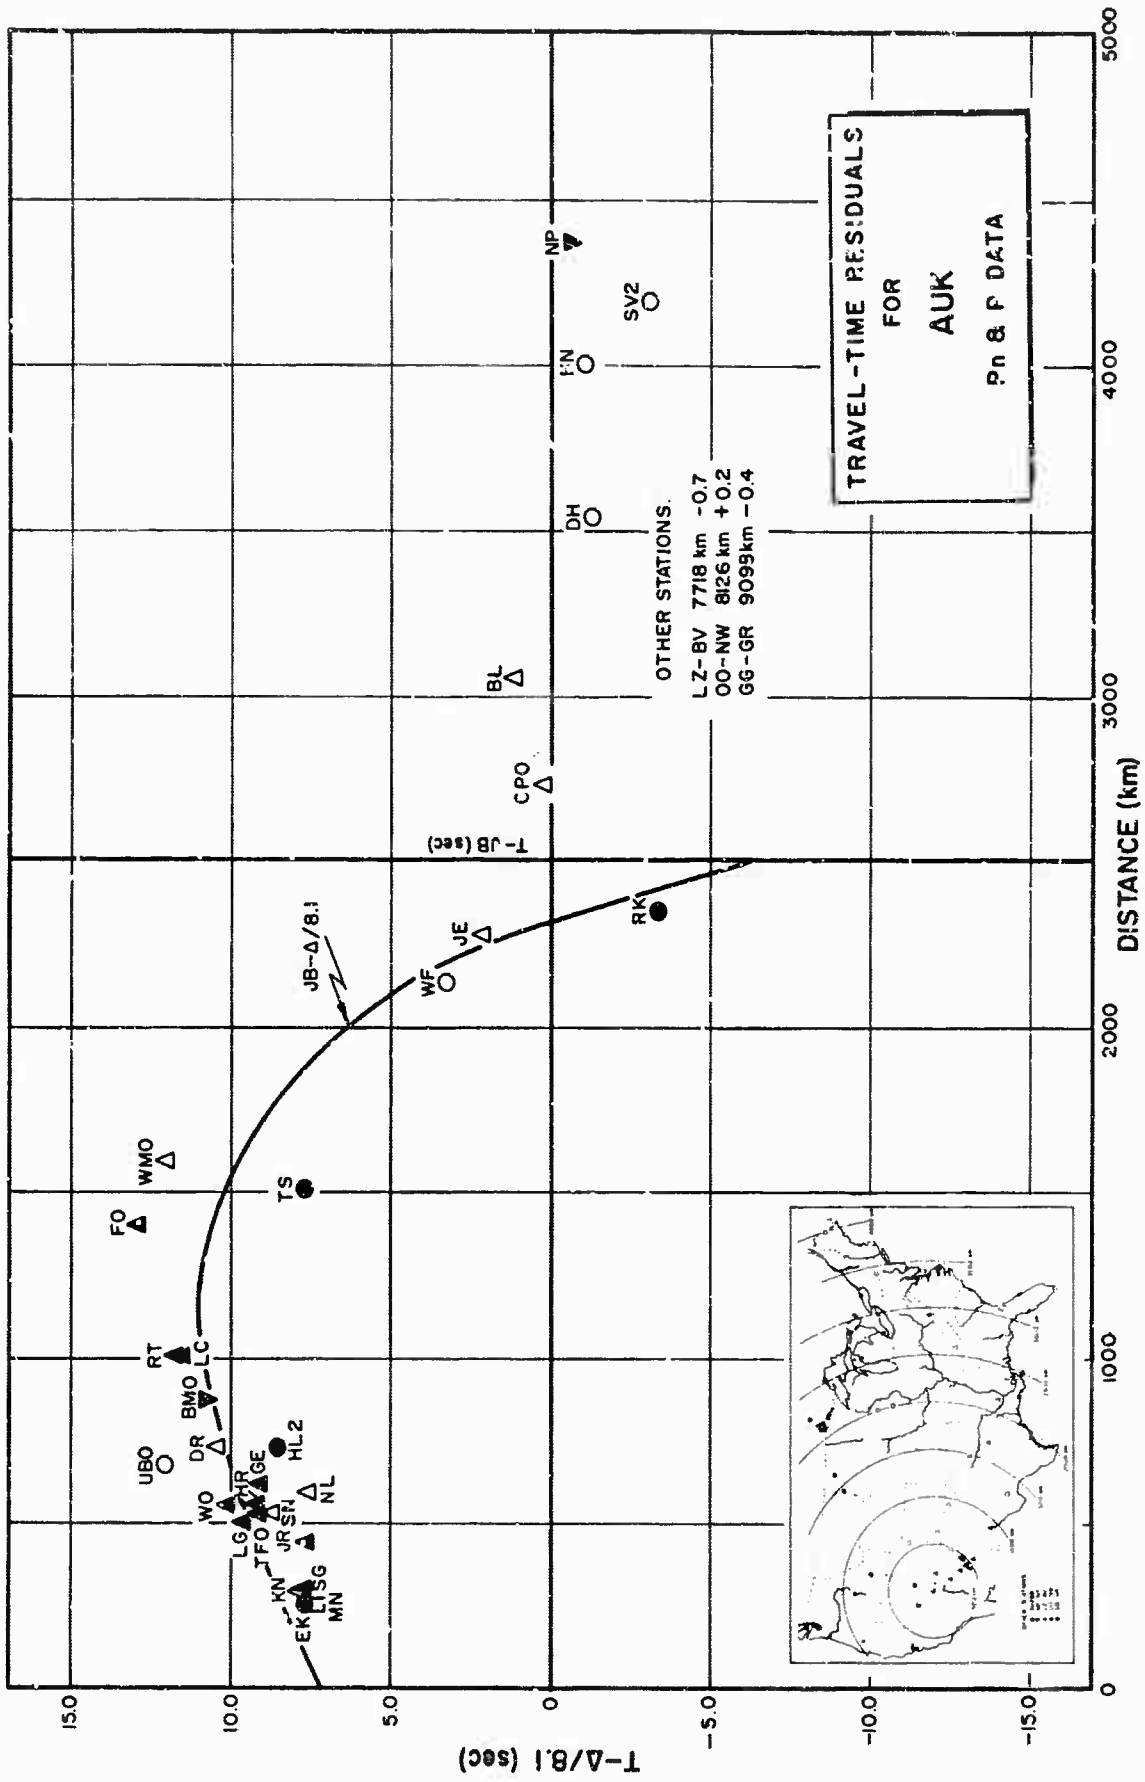 TRAVEL-TIME RESIDUALS
FOR
AUK
Pn & P DATA
T-Δ/8.1 (sec)
15.0
10.0
5.0
0
-5.0
-10.0
-15.0
DISTANCE (km)
0
1000
2000
3000
4000
5000
JB-Δ/8.1
T-JB (sec)
EK
KN
LTSG
MN
LG
TFO
JR
WO
HR
SN
GE
NL
UBO
DR
HL2
BMO
RT
LC
FO
WMO
TS
WF
JE
RK
CPO
BL
DH
HN
SV2
NP
OTHER STATIONS.
LZ-BV 7718 km -0.7
OO-NW 8126 km +0.2
GG-GR 9099km -0.4